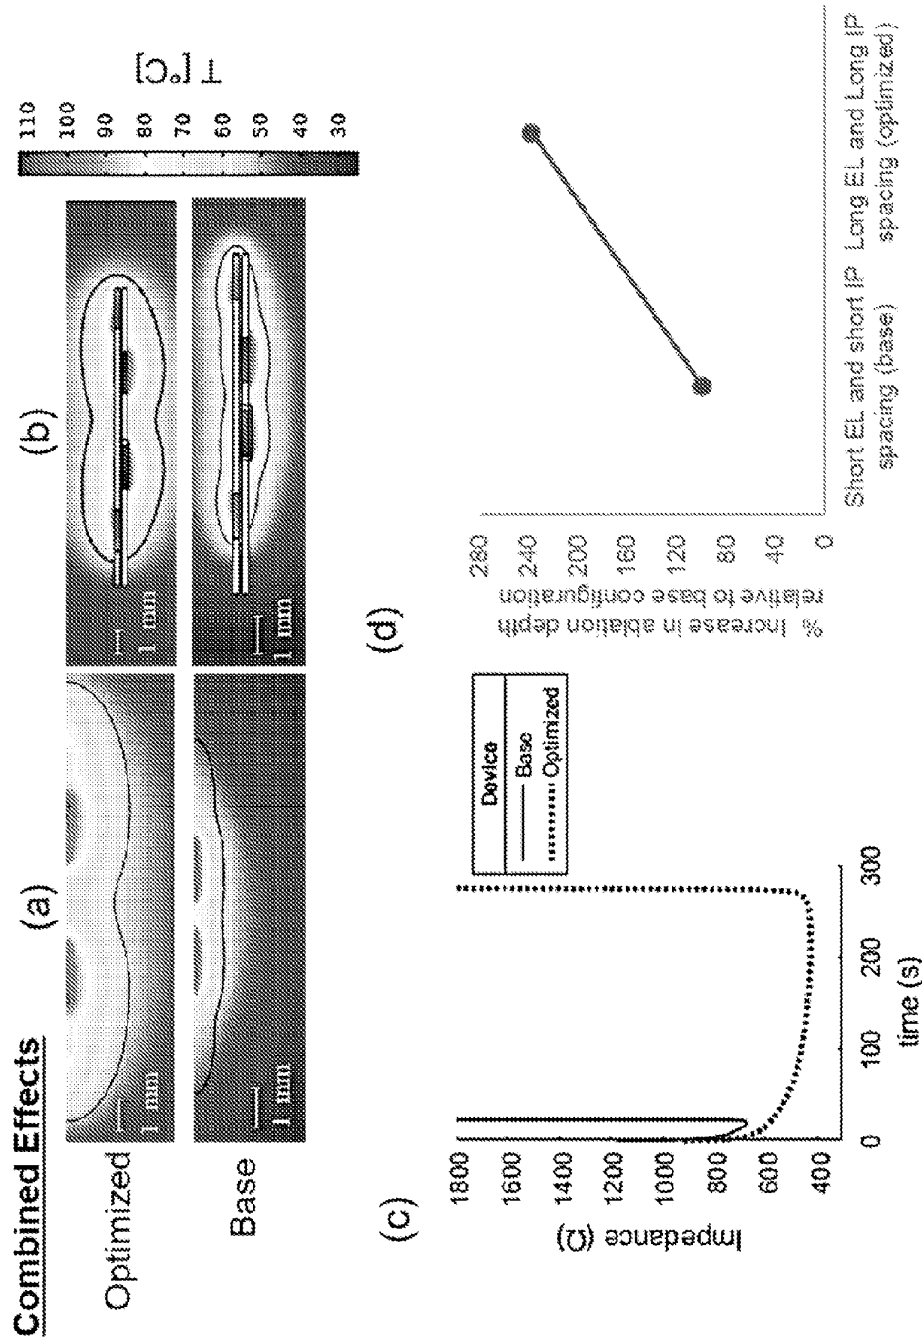 Combined Effects
(a)
(b)
Optimized
Base
1 mm
1 mm
1 mm
1 mm
110
100
90
80
70
60
50
40
30
T [°C]
(c)
Impedance (Ω)
1800
1600
1400
1200
1000
800
600
400
0
100
200
300
time (s)
Device
Base
Optimized
(d)
% Increase in ablation depth
relative to base configuration
280
240
200
160
120
80
40
0
Short EL and short IP
spacing (base)
Long EL and Long IP
spacing (optimized)